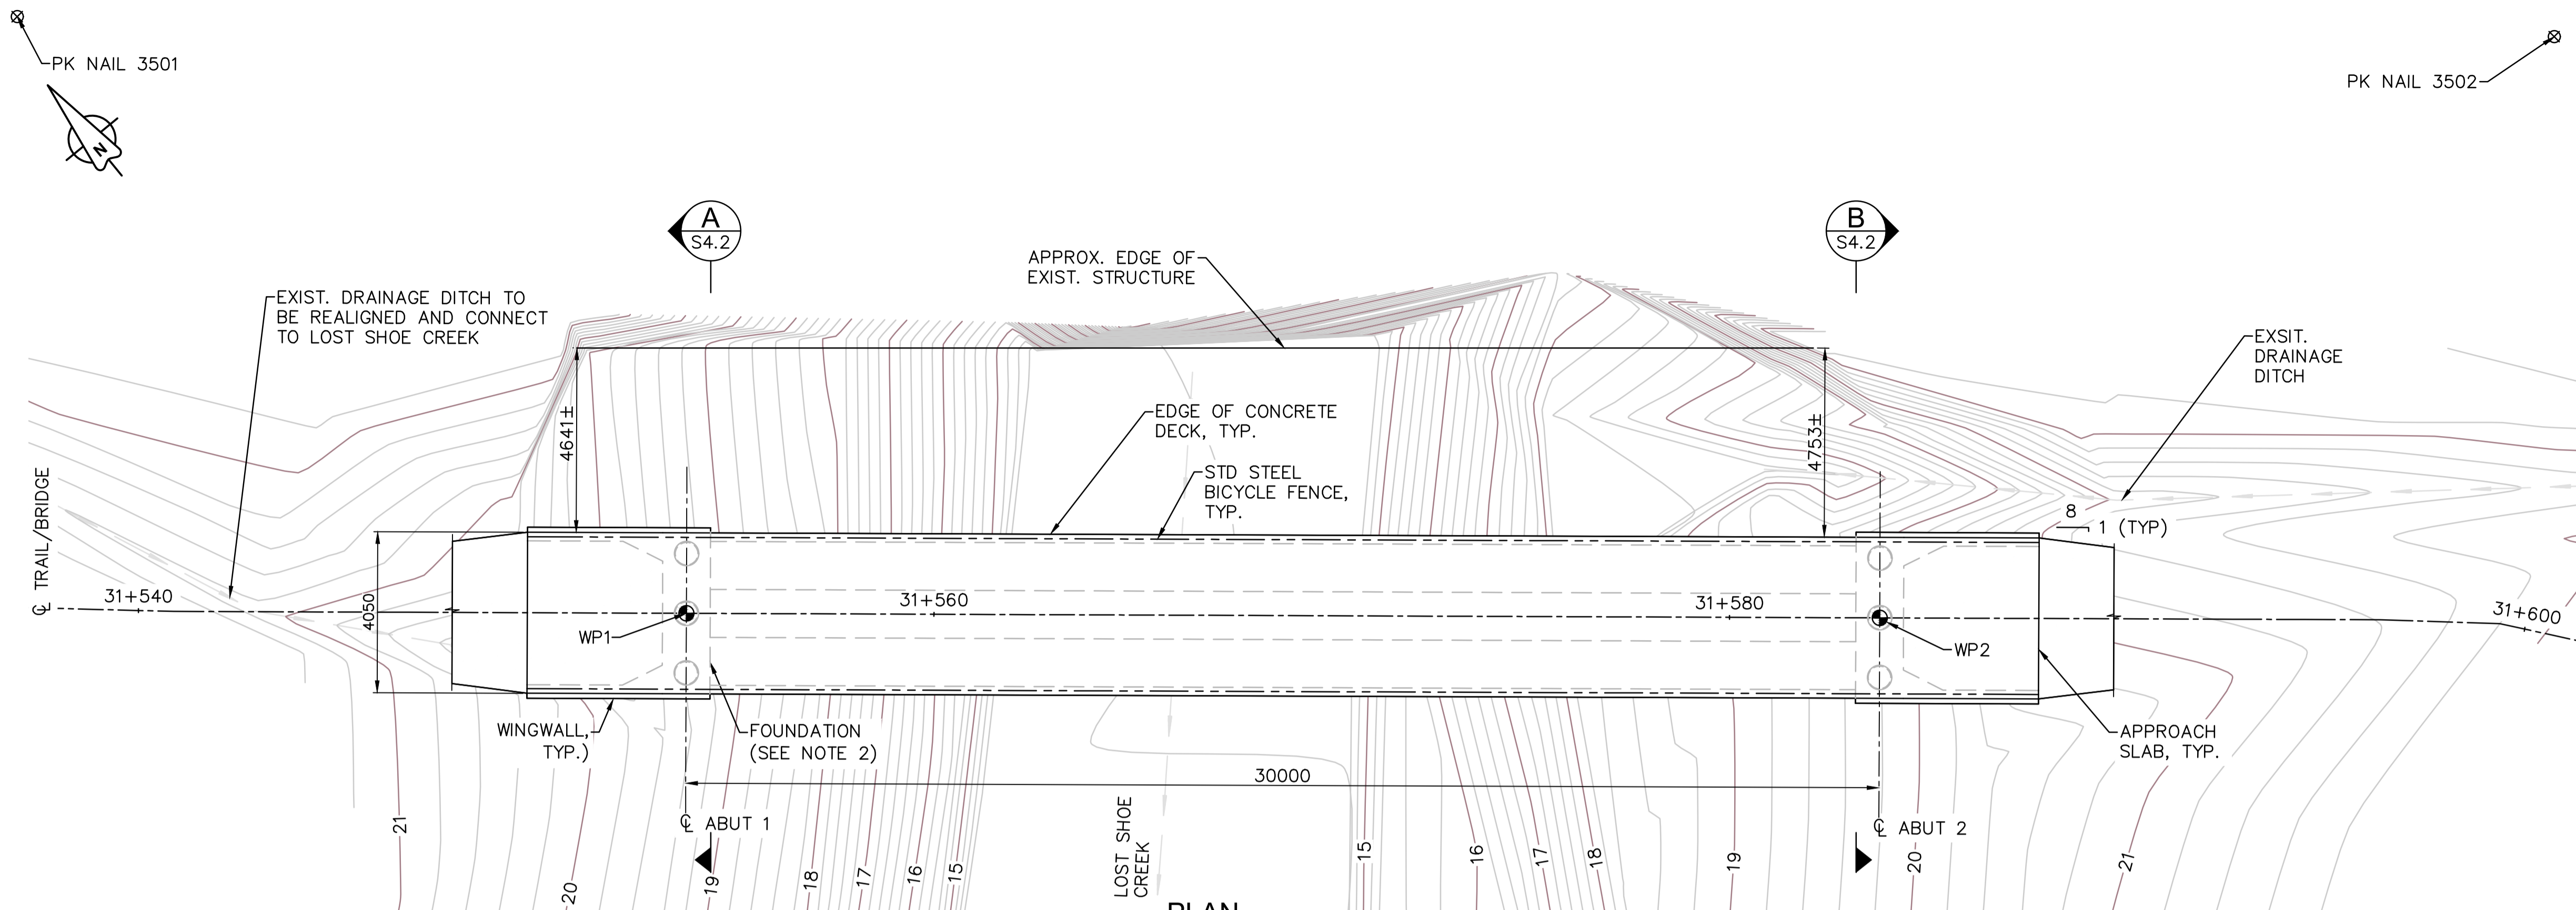 PK NAIL 3501
PK NAIL 3502
N
A
S4.2
B
S4.2
APPROX. EDGE OF
EXIST. STRUCTURE
EXIST. DRAINAGE DITCH TO
BE REALIGNED AND CONNECT
TO LOST SHOE CREEK
EXSIT.
DRAINAGE
DITCH
4641±
4753±
EDGE OF CONCRETE
DECK, TYP.
STD STEEL
BICYCLE FENCE,
TYP.
8
1 (TYP)
℄ TRAIL/BRIDGE
31+540
4050
31+560
31+580
31+600
WP1
WP2
WINGWALL,
TYP.)
FOUNDATION
(SEE NOTE 2)
APPROACH
SLAB, TYP.
30000
℄ ABUT 1
℄ ABUT 2
LOST SHOE
CREEK
21
20
19
18
17
16
15
15
16
17
18
19
20
21
PLAN